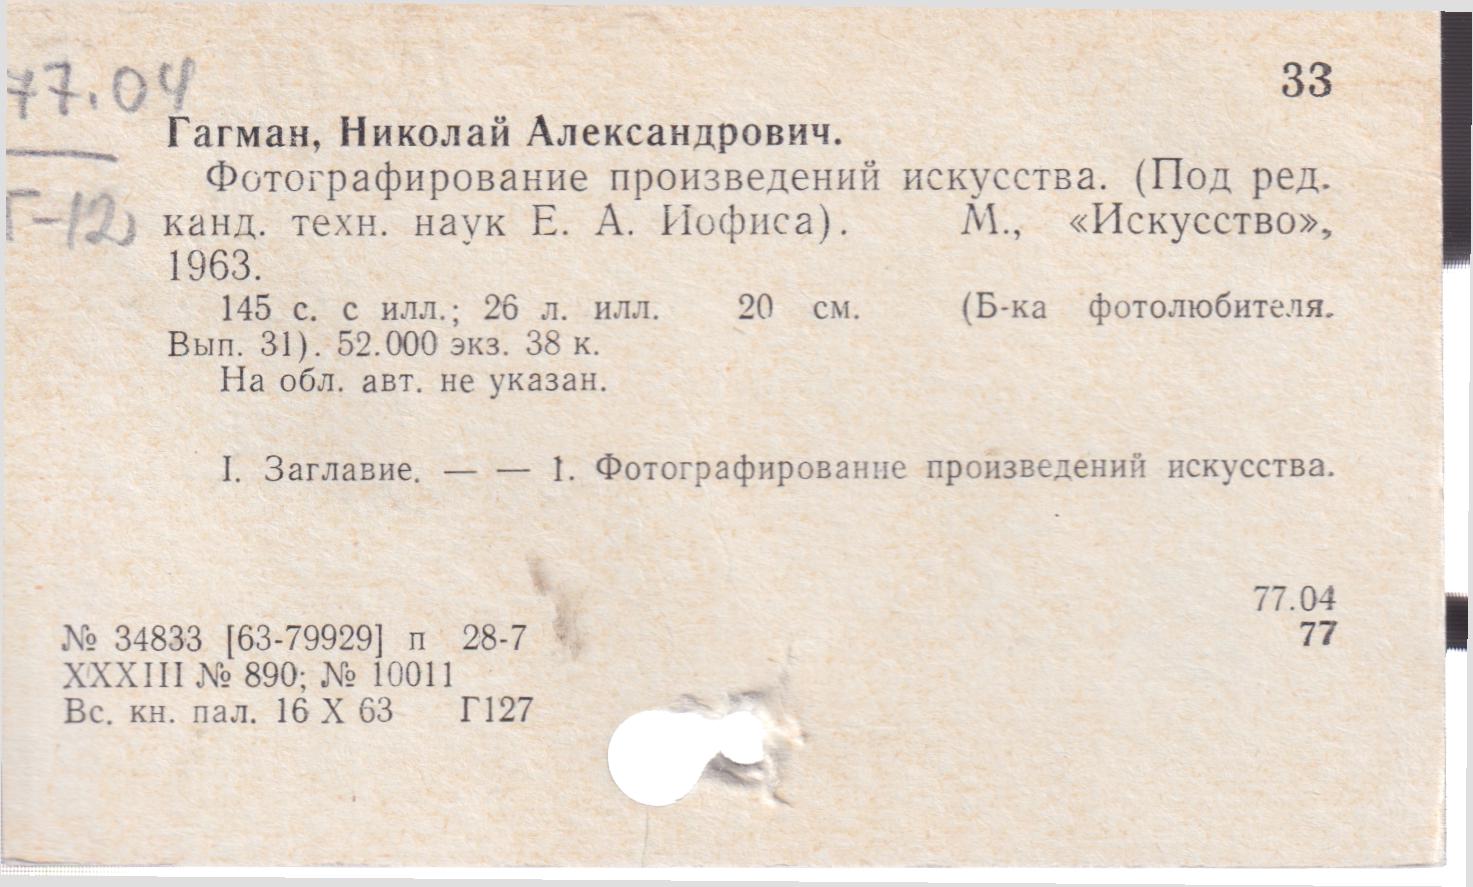 77.04
Г-12
33
Гагман, Николай Александрович.
Фотографирование произведений искусства. (Под ред.
канд. техн. наук Е. А. Иофиса). М., «Искусство»,
1963.
145 с. с илл.; 26 л. илл. 20 см. (Б-ка фотолюбителя.
Вып. 31). 52.000 экз. 38 к.
На обл. авт. не указан.
I. Заглавие. — — 1. Фотографирование произведений искусства.
77.04
77
№ 34833 [63-79929] п 28-7
XXXIII № 890; № 10011
Вс. кн. пал. 16 X 63 Г127